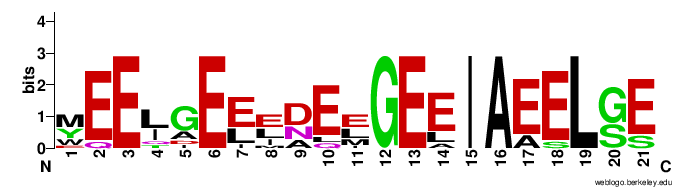 4
3
2
1
0
bits
M E E L G E E E D E E G E E I A E E L G E
Y Q I A L L N Q L A S S S
W A M
1 2 3 4 5 6 7 8 9 10 11 12 13 14 15 16 17 18 19 20 21
N C
weblogo.berkeley.edu